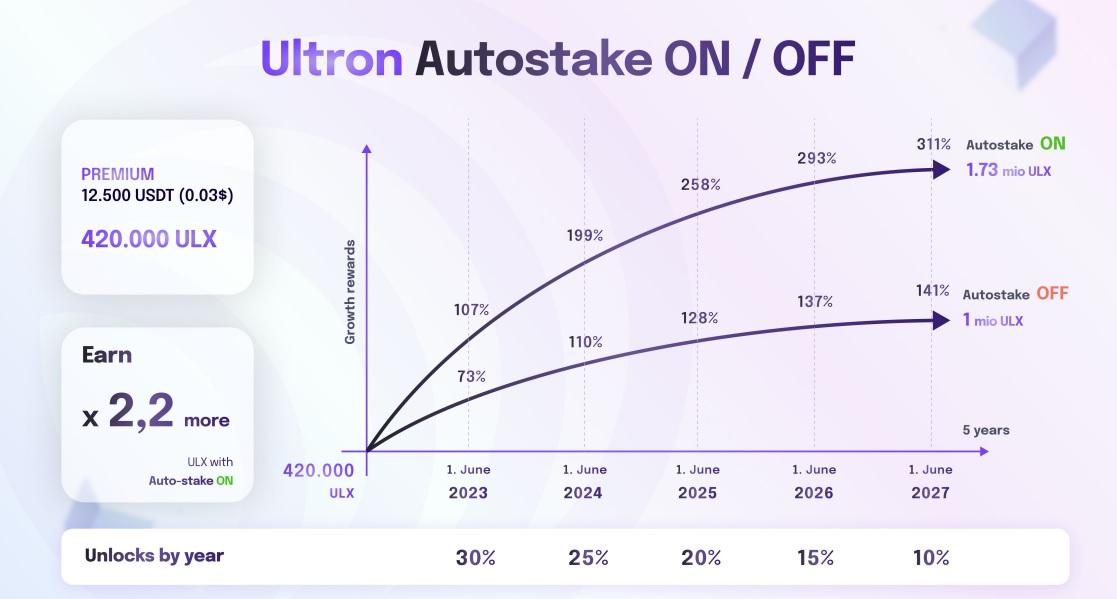 Ultron Autostake ON / OFF
PREMIUM
12.500 USDT (0.03$)
420.000 ULX
Earn
x 2,2 more
ULX with
Auto-stake ON
Growth rewards
107%
199%
258%
293%
311%
Autostake ON
1.73 mio ULX
73%
110%
128%
137%
141%
Autostake OFF
1 mio ULX
5 years
420.000
ULX
1. June
2023
1. June
2024
1. June
2025
1. June
2026
1. June
2027
Unlocks by year
30%
25%
20%
15%
10%